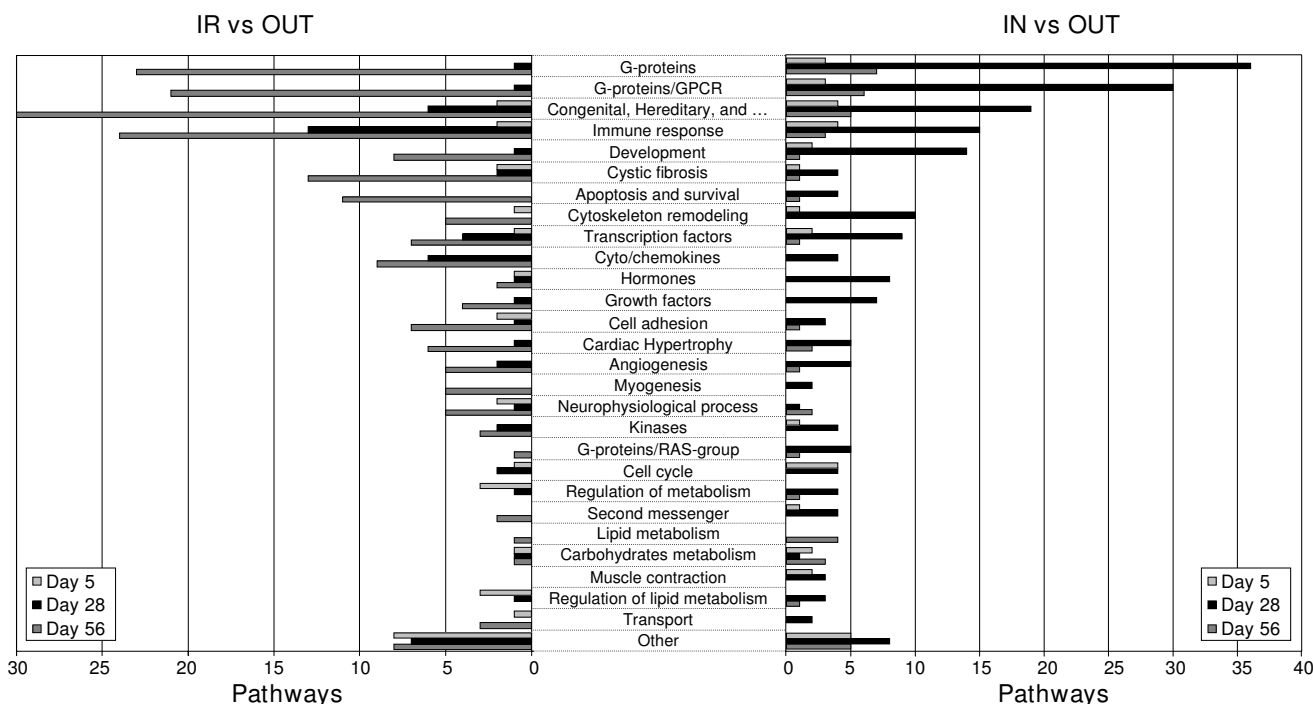 IR vs OUT
IN vs OUT
G-proteins
G-proteins/GPCR
Congenital, Hereditary, and …
Immune response
Development
Cystic fibrosis
Apoptosis and survival
Cytoskeleton remodeling
Transcription factors
Cyto/chemokines
Hormones
Growth factors
Cell adhesion
Cardiac Hypertrophy
Angiogenesis
Myogenesis
Neurophysiological process
Kinases
G-proteins/RAS-group
Cell cycle
Regulation of metabolism
Second messenger
Lipid metabolism
Carbohydrates metabolism
Muscle contraction
Regulation of lipid metabolism
Transport
Other
Day 5
Day 28
Day 56
Day 5
Day 28
Day 56
30 25 20 15 10 5 0
0 5 10 15 20 25 30 35 40
Pathways
Pathways